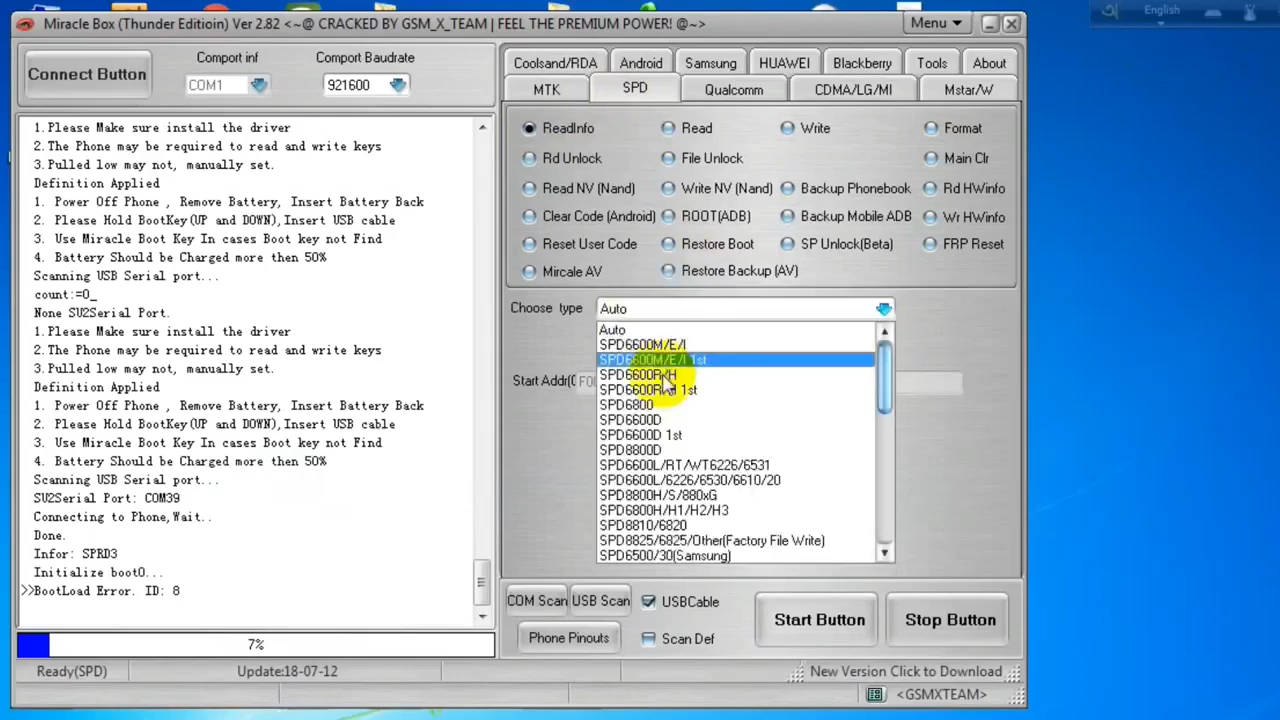 Miracle Box (Thunder Editioin) Ver 2.82 <~@ CRACKED BY GSM_X_TEAM | FEEL THE PREMIUM POWER! @~>
Menu
English
Connect Button
Comport inf
Comport Baudrate
COM1
921600
Coolsand/RDA
Android
Samsung
HUAWEI
Blackberry
Tools
About
MTK
SPD
Qualcomm
CDMA/LG/MI
Mstar/W
1.Please Make sure install the driver
2.The Phone may be required to read and write keys
3.Pulled low may not, manually set.
Definition Applied
1. Power Off Phone , Remove Battery, Insert Battery Back
2. Please Hold BootKey(UP and DOWN),Insert USB cable
3. Use Miracle Boot Key In cases Boot key not Find
4. Battery Should be Charged more then 50%
Scanning USB Serial port...
count:=0_
None SU2Serial Port.
1.Please Make sure install the driver
2.The Phone may be required to read and write keys
3.Pulled low may not, manually set.
Definition Applied
1. Power Off Phone , Remove Battery, Insert Battery Back
2. Please Hold BootKey(UP and DOWN),Insert USB cable
3. Use Miracle Boot Key In cases Boot key not Find
4. Battery Should be Charged more then 50%
Scanning USB Serial port...
SU2Serial Port: COM39
Connecting to Phone,Wait..
Done.
Infor: SPRD3
Initialize boot0...
>>BootLoad Error. ID: 8
7%
ReadInfo
Read
Write
Format
Rd Unlock
File Unlock
Main Clr
Read NV (Nand)
Write NV (Nand)
Backup Phonebook
Rd HWinfo
Clear Code (Android)
ROOT(ADB)
Backup Mobile ADB
Wr HWinfo
Reset User Code
Restore Boot
SP Unlock(Beta)
FRP Reset
Mircale AV
Restore Backup (AV)
Choose type
Auto
Auto
SPD6600M/E/I
SPD6600M/E/I 1st
SPD6600R/H
SPD6600R/H 1st
SPD6800
SPD6600D
SPD6600D 1st
SPD8800D
SPD6600L/RT/WT6226/6531
SPD6600L/6226/6530/6610/20
SPD8800H/S/880xG
SPD6800H/H1/H2/H3
SPD8810/6820
SPD8825/6825/Other(Factory File Write)
SPD6500/30(Samsung)
Start Addr(
COM Scan
USB Scan
USBCable
Phone Pinouts
Scan Def
Start Button
Stop Button
Ready(SPD)
Update:18-07-12
New Version Click to Download
<GSMXTEAM>